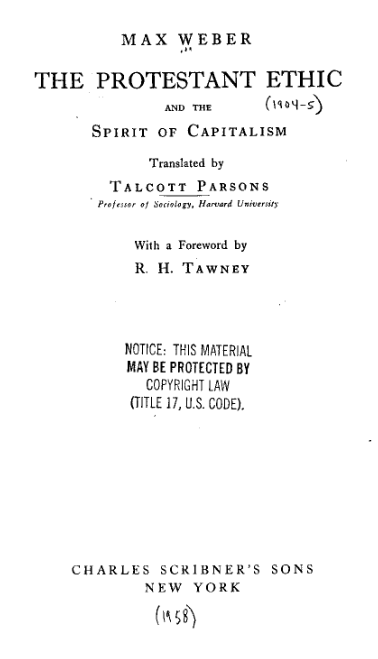 MAX WEBER
THE PROTESTANT ETHIC
AND THE (1904-5)
SPIRIT OF CAPITALISM
Translated by
TALCOTT PARSONS
Professor of Sociology, Harvard University
With a Foreword by
R. H. TAWNEY
NOTICE: THIS MATERIAL
MAY BE PROTECTED BY
COPYRIGHT LAW
(TITLE 17, U.S. CODE).
CHARLES SCRIBNER'S SONS
NEW YORK
(1958)